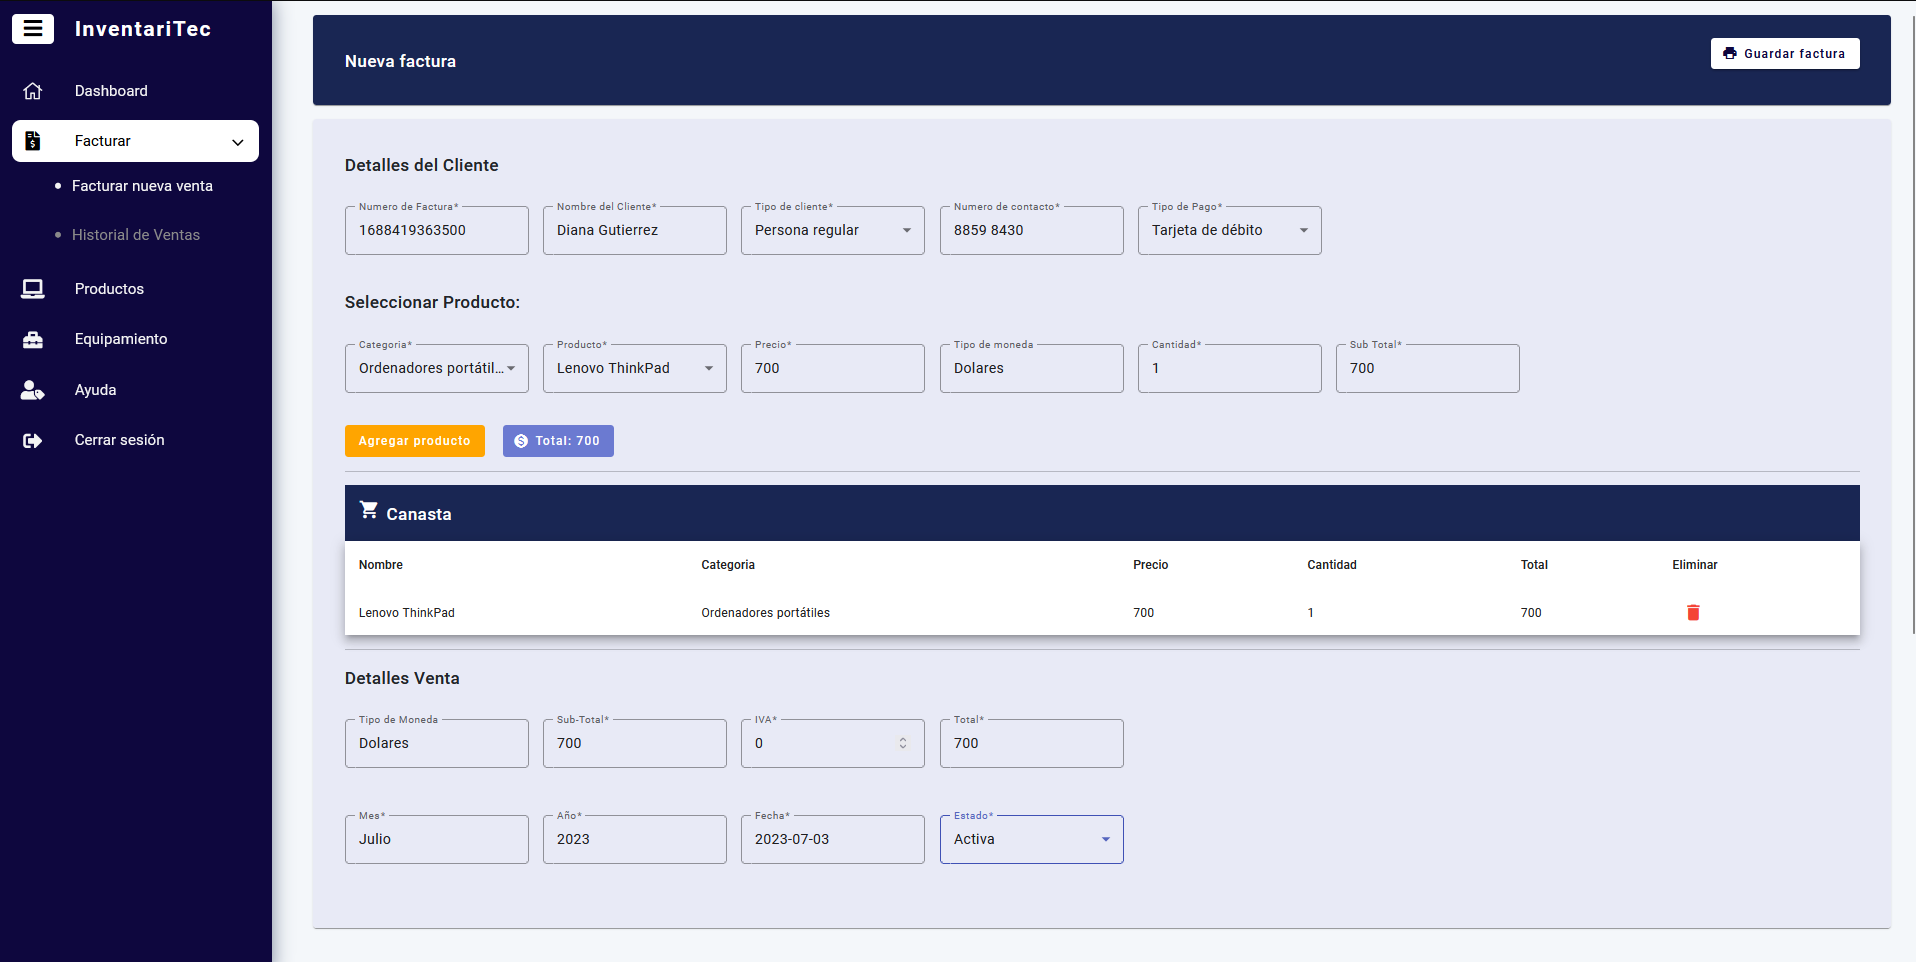 InventariTec
Dashboard
Facturar
Facturar nueva venta
Historial de Ventas
Productos
Equipamiento
Ayuda
Cerrar sesión
Nueva factura
Guardar factura
Detalles del Cliente
Numero de Factura* Nombre del Cliente* Tipo de cliente* Numero de contacto* Tipo de Pago*
1688419363500 Diana Gutierrez Persona regular 8859 8430 Tarjeta de débito
Seleccionar Producto:
Categoria* Producto* Precio* Tipo de moneda Cantidad* Sub Total*
Ordenadores portátil... Lenovo ThinkPad 700 Dolares 1 700
Agregar producto Total: 700
Canasta
Nombre Categoria Precio Cantidad Total Eliminar
Lenovo ThinkPad Ordenadores portátiles 700 1 700
Detalles Venta
Tipo de Moneda Sub-Total* IVA* Total*
Dolares 700 0 700
Mes* Año* Fecha* Estado*
Julio 2023 2023-07-03 Activa